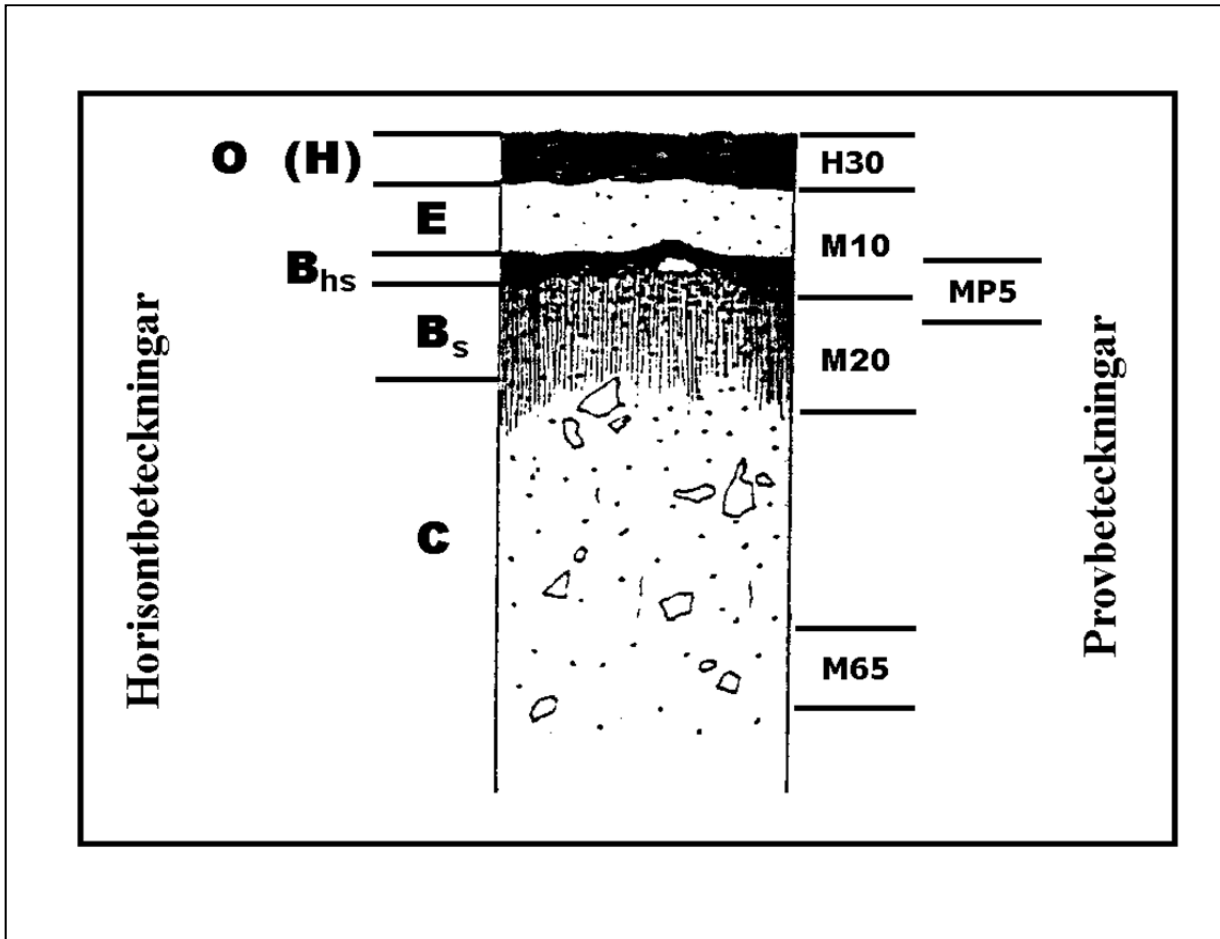 Horisontbeteckningar
O (H)
E
Bhs
Bs
C
H30
M10
MP5
M20
M65
Provbeteckningar